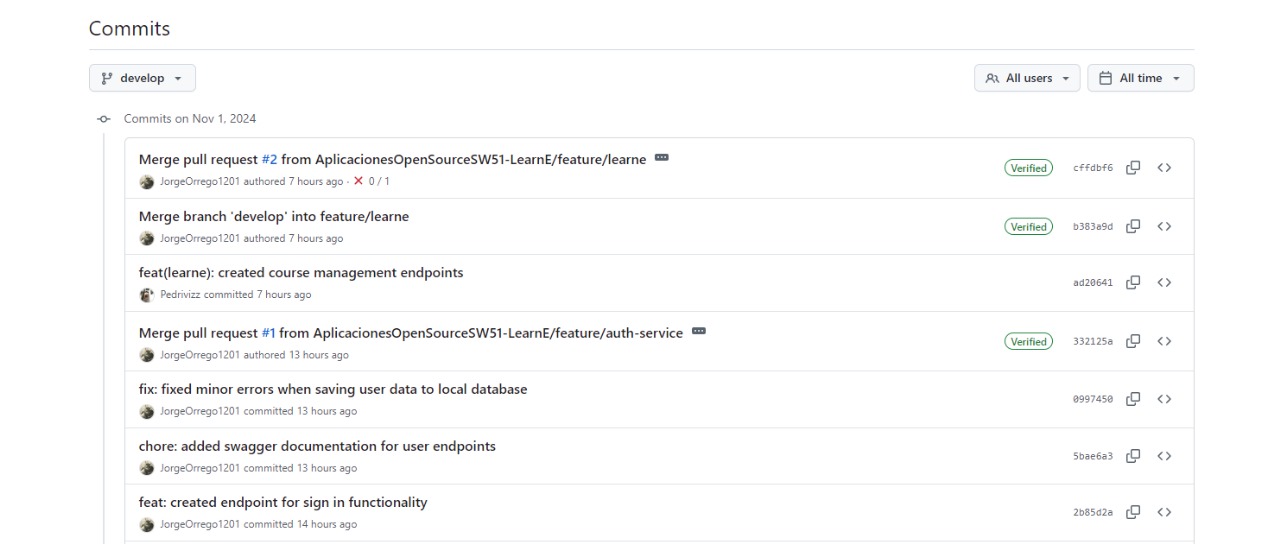 Commits
develop
All users
All time
Commits on Nov 1, 2024
Merge pull request #2 from AplicacionesOpenSourceSW51-LearnE/feature/learne
JorgeOrrego1201 authored 7 hours ago · 0 / 1
Verified
cffdbf6
Merge branch 'develop' into feature/learne
JorgeOrrego1201 authored 7 hours ago
Verified
b383a9d
feat(learne): created course management endpoints
Pedrivizz committed 7 hours ago
ad20641
Merge pull request #1 from AplicacionesOpenSourceSW51-LearnE/feature/auth-service
JorgeOrrego1201 authored 13 hours ago
Verified
332125a
fix: fixed minor errors when saving user data to local database
JorgeOrrego1201 committed 13 hours ago
0997450
chore: added swagger documentation for user endpoints
JorgeOrrego1201 committed 13 hours ago
5bae6a3
feat: created endpoint for sign in functionality
JorgeOrrego1201 committed 14 hours ago
2b85d2a